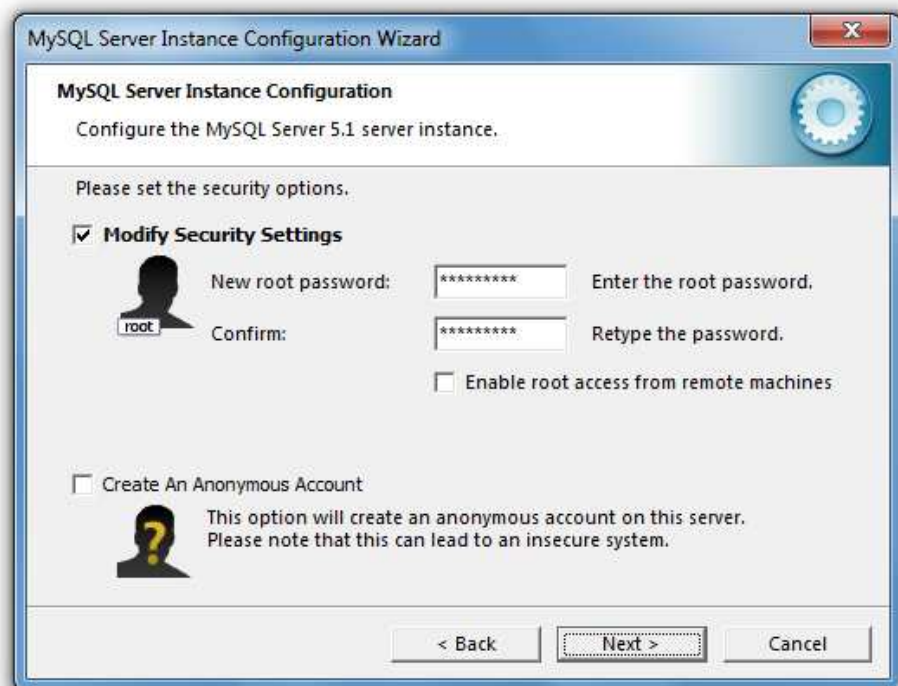 MySQL Server Instance Configuration Wizard
MySQL Server Instance Configuration
Configure the MySQL Server 5.1 server instance.
Please set the security options.
Modify Security Settings
New root password: ********* Enter the root password.
root
Confirm: ********* Retype the password.
Enable root access from remote machines
Create An Anonymous Account
?
This option will create an anonymous account on this server.
Please note that this can lead to an insecure system.
< Back Next > Cancel